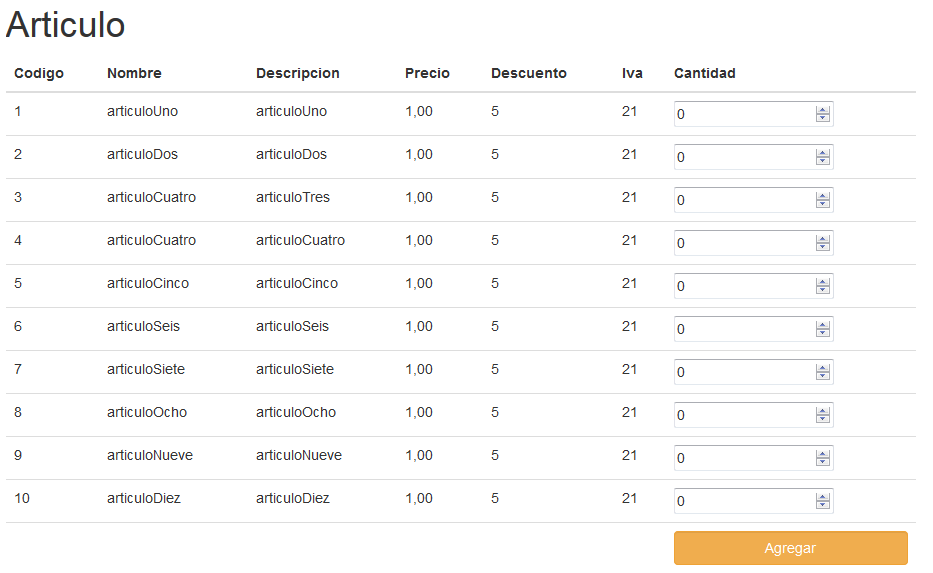 Articulo
Codigo Nombre Descripcion Precio Descuento Iva Cantidad
1 articuloUno articuloUno 1,00 5 21 0
2 articuloDos articuloDos 1,00 5 21 0
3 articuloCuatro articuloTres 1,00 5 21 0
4 articuloCuatro articuloCuatro 1,00 5 21 0
5 articuloCinco articuloCinco 1,00 5 21 0
6 articuloSeis articuloSeis 1,00 5 21 0
7 articuloSiete articuloSiete 1,00 5 21 0
8 articuloOcho articuloOcho 1,00 5 21 0
9 articuloNueve articuloNueve 1,00 5 21 0
10 articuloDiez articuloDiez 1,00 5 21 0
Agregar